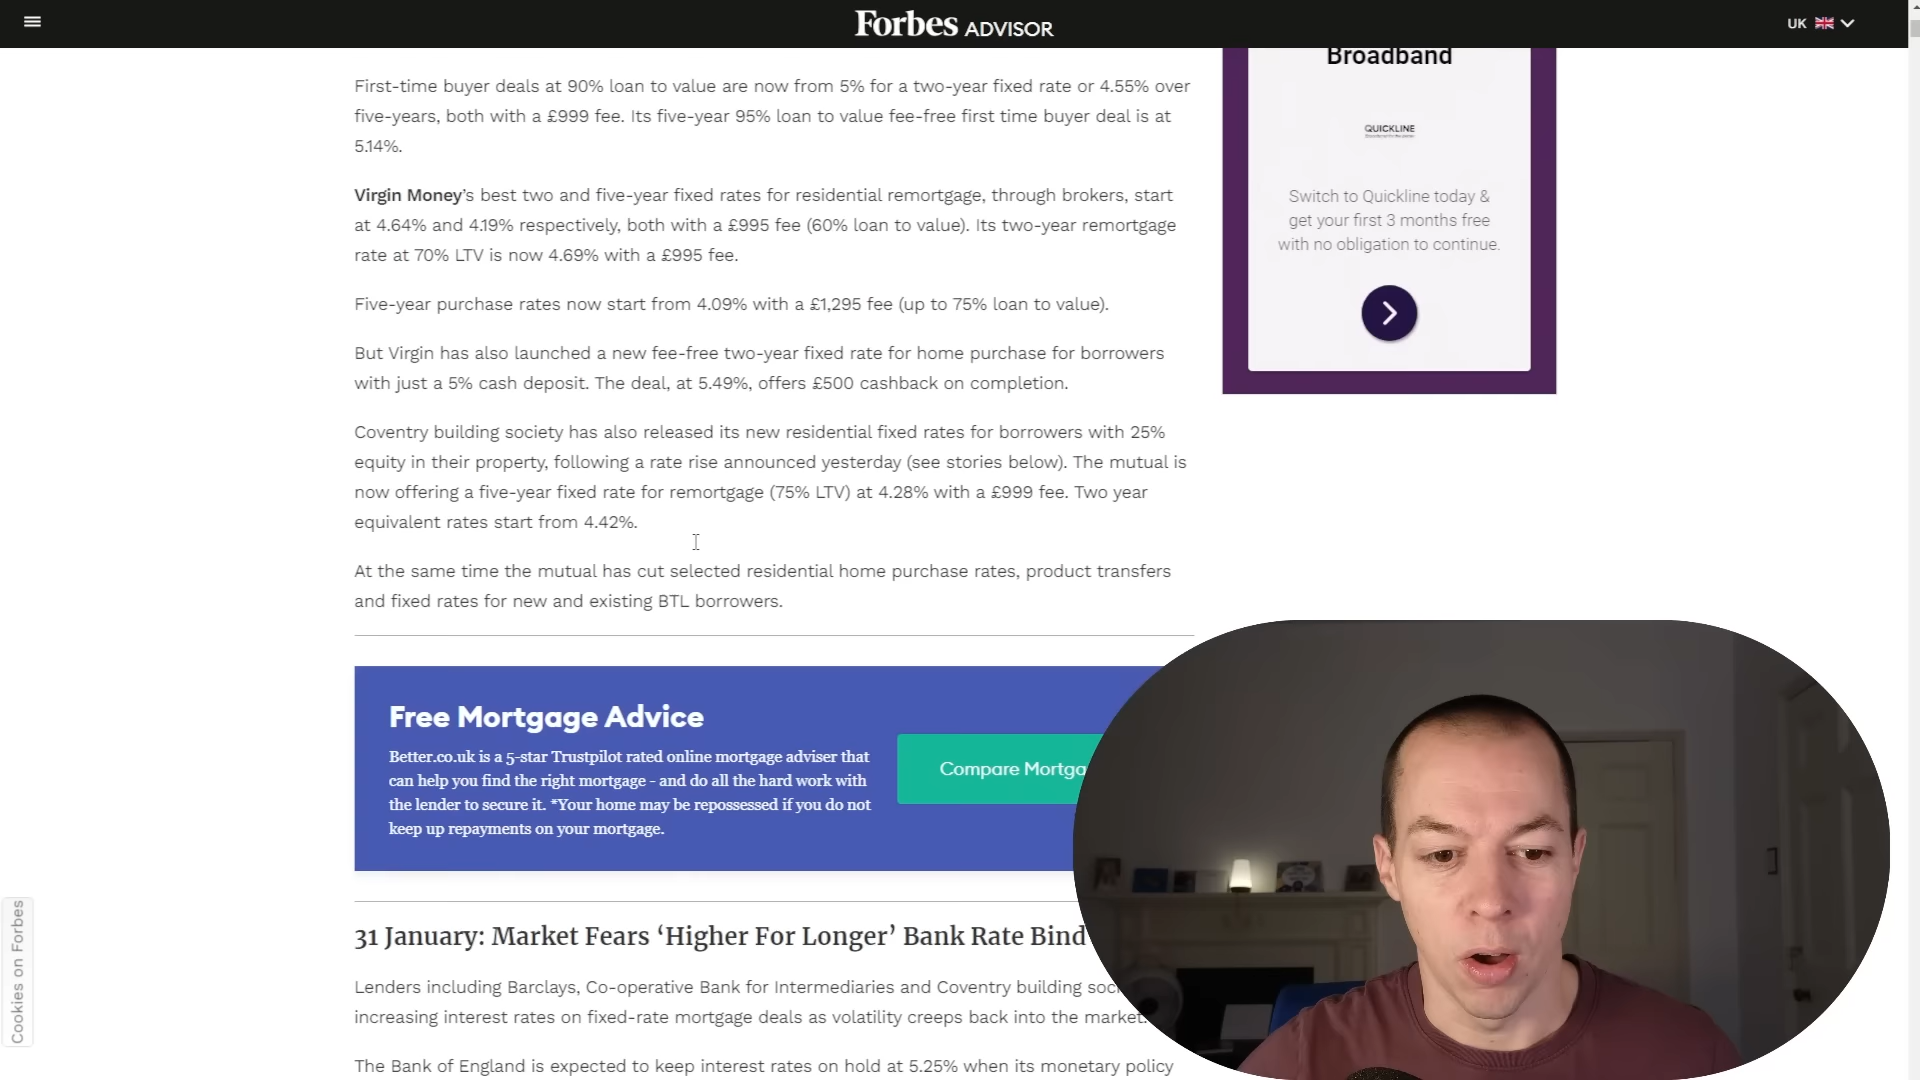 Forbes ADVISOR
UK
First-time buyer deals at 90% loan to value are now from 5% for a two-year fixed rate or 4.55% over
five-years, both with a £999 fee. Its five-year 95% loan to value fee-free first time buyer deal is at
5.14%.
Virgin Money's best two and five-year fixed rates for residential remortgage, through brokers, start
at 4.64% and 4.19% respectively, both with a £995 fee (60% loan to value). Its two-year remortgage
rate at 70% LTV is now 4.69% with a £995 fee.
Five-year purchase rates now start from 4.09% with a £1,295 fee (up to 75% loan to value).
But Virgin has also launched a new fee-free two-year fixed rate for home purchase for borrowers
with just a 5% cash deposit. The deal, at 5.49%, offers £500 cashback on completion.
Coventry building society has also released its new residential fixed rates for borrowers with 25%
equity in their property, following a rate rise announced yesterday (see stories below). The mutual is
now offering a five-year fixed rate for remortgage (75% LTV) at 4.28% with a £999 fee. Two year
equivalent rates start from 4.42%.
At the same time the mutual has cut selected residential home purchase rates, product transfers
and fixed rates for new and existing BTL borrowers.
Broadband
QUICKLINE
Switch to Quickline today &
get your first 3 months free
with no obligation to continue.
Free Mortgage Advice
Better.co.uk is a 5-star Trustpilot rated online mortgage adviser that
can help you find the right mortgage - and do all the hard work with
the lender to secure it. *Your home may be repossessed if you do not
keep up repayments on your mortgage.
Compare Mortga
31 January: Market Fears ‘Higher For Longer’ Bank Rate Bind
Lenders including Barclays, Co-operative Bank for Intermediaries and Coventry building soc
increasing interest rates on fixed-rate mortgage deals as volatility creeps back into the market.
The Bank of England is expected to keep interest rates on hold at 5.25% when its monetary policy
Cookies on Forbes